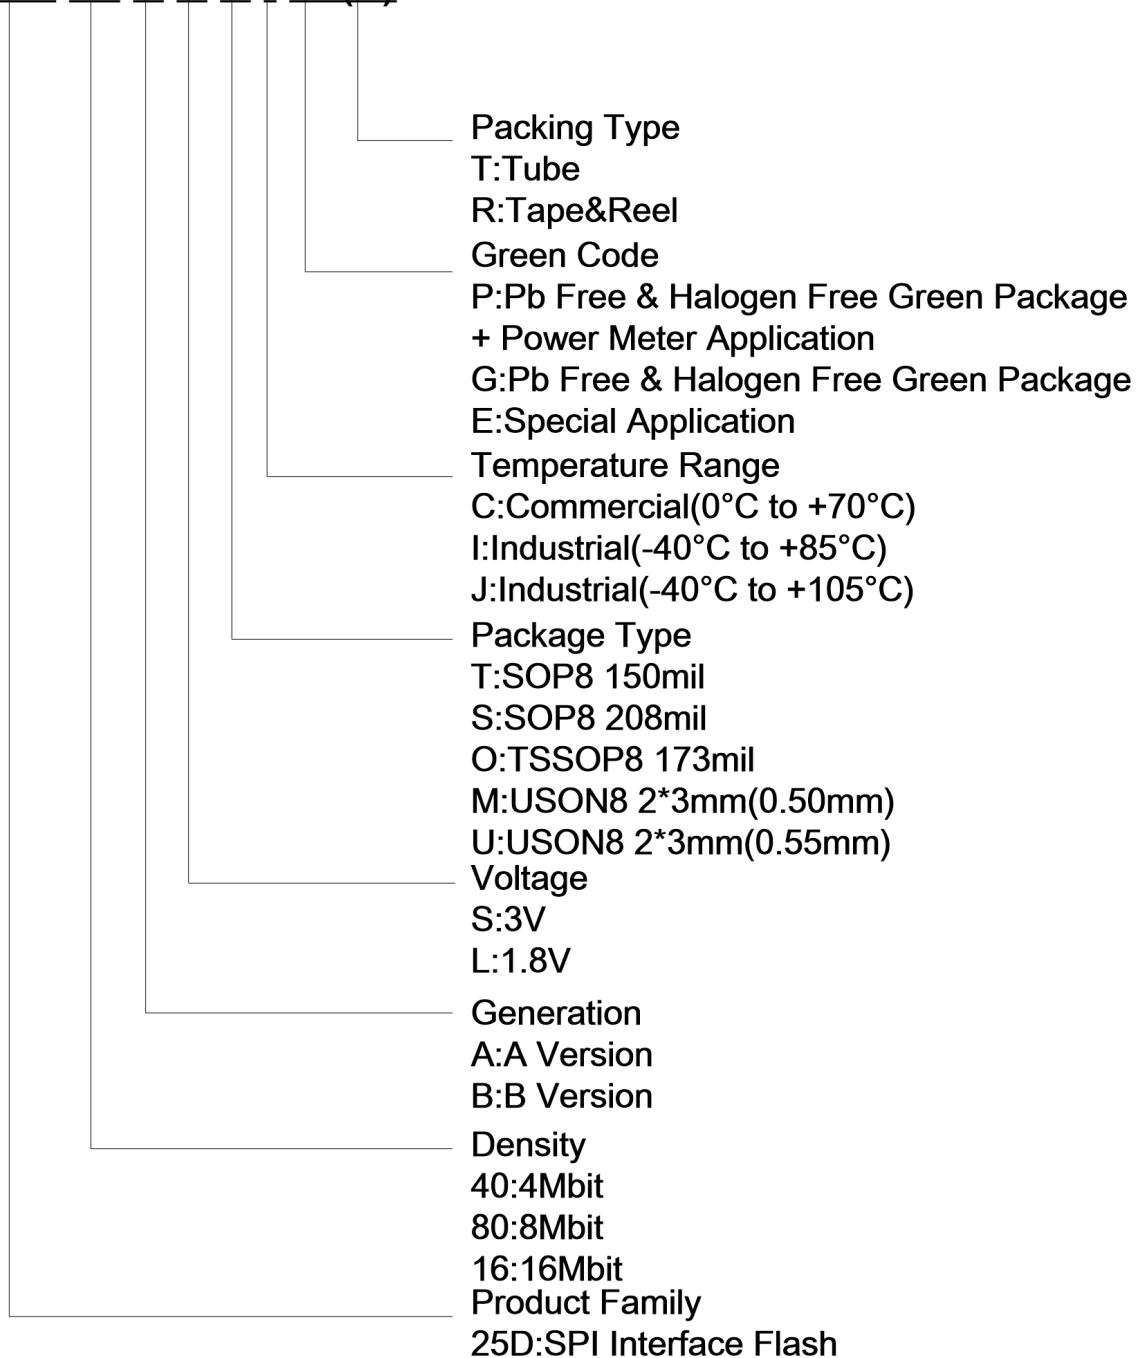 Packing Type
T:Tube
R:Tape&Reel
Green Code
P:Pb Free & Halogen Free Green Package
+ Power Meter Application
G:Pb Free & Halogen Free Green Package
E:Special Application
Temperature Range
C:Commercial(0°C to +70°C)
I:Industrial(-40°C to +85°C)
J:Industrial(-40°C to +105°C)
Package Type
T:SOP8 150mil
S:SOP8 208mil
O:TSSOP8 173mil
M:USON8 2*3mm(0.50mm)
U:USON8 2*3mm(0.55mm)
Voltage
S:3V
L:1.8V
Generation
A:A Version
B:B Version
Density
40:4Mbit
80:8Mbit
16:16Mbit
Product Family
25D:SPI Interface Flash